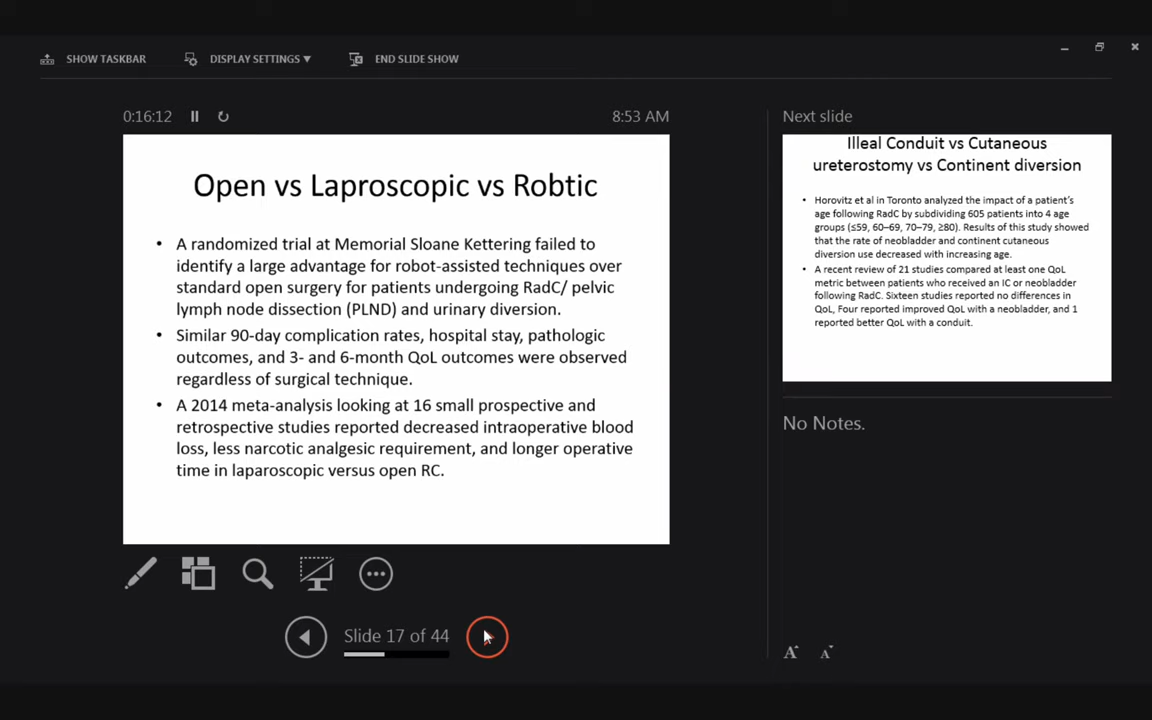 SHOW TASKBAR
DISPLAY SETTINGS ▼
END SLIDE SHOW
0:16:12
8:53 AM
Open vs Laproscopic vs Robtic
• A randomized trial at Memorial Sloane Kettering failed to
identify a large advantage for robot-assisted techniques over
standard open surgery for patients undergoing RadC/ pelvic
lymph node dissection (PLND) and urinary diversion.
• Similar 90-day complication rates, hospital stay, pathologic
outcomes, and 3- and 6-month QoL outcomes were observed
regardless of surgical technique.
• A 2014 meta-analysis looking at 16 small prospective and
retrospective studies reported decreased intraoperative blood
loss, less narcotic analgesic requirement, and longer operative
time in laparoscopic versus open RC.
Slide 17 of 44
Next slide
Illeal Conduit vs Cutaneous
ureterostomy vs Continent diversion
• Horovitz et al in Toronto analyzed the impact of a patient's
age following RadC by subdividing 605 patients into 4 age
groups (≤59, 60–69, 70–79, ≥80). Results of this study showed
that the rate of neobladder and continent cutaneous
diversion use decreased with increasing age.
• A recent review of 21 studies compared at least one QoL
metric between patients who received an IC or neobladder
following RadC. Sixteen studies reported no differences in
QoL, Four reported improved QoL with a neobladder, and 1
reported better QoL with a conduit.
No Notes.
A A